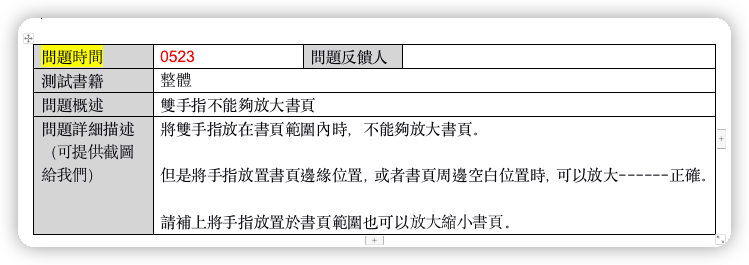 問題時間 0523 問題反饋人
測試書籍 整體
問題概述 雙手指不能夠放大書頁
問題詳細描述
（可提供截圖
給我們）
將雙手指放在書頁範圍內時，不能夠放大書頁。
但是將手指放置書頁邊緣位置，或者書頁周邊空白位置時，可以放大------正確。
請補上將手指放置於書頁範圍也可以放大縮小書頁。